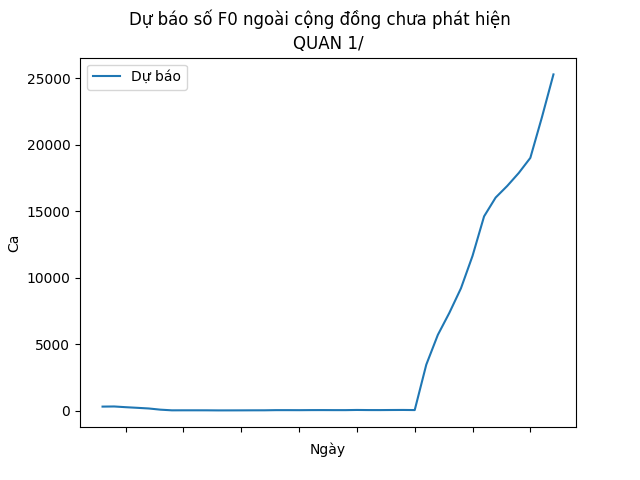 Dự báo số F0 ngoài cộng đồng chưa phát hiện
QUAN 1/
Dự báo
25000
20000
15000
10000
5000
0
Ca
Ngày